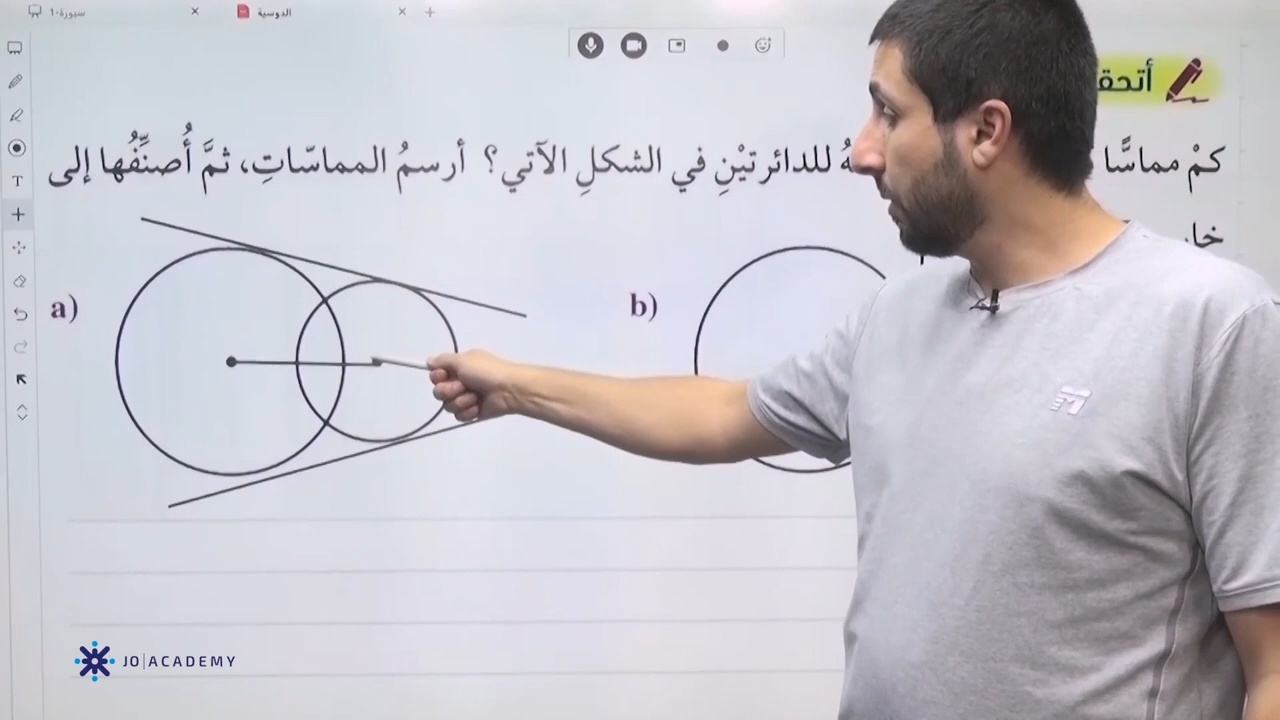 سبورة-١
الدوسية
أتحق
كمْ مماسًّا هُ للدائرتيْنِ في الشكلِ الآتي؟ أرسمُ المماسّاتِ، ثمَّ أُصنِّفُها إلى
a)
b)
T
JO|ACADEMY